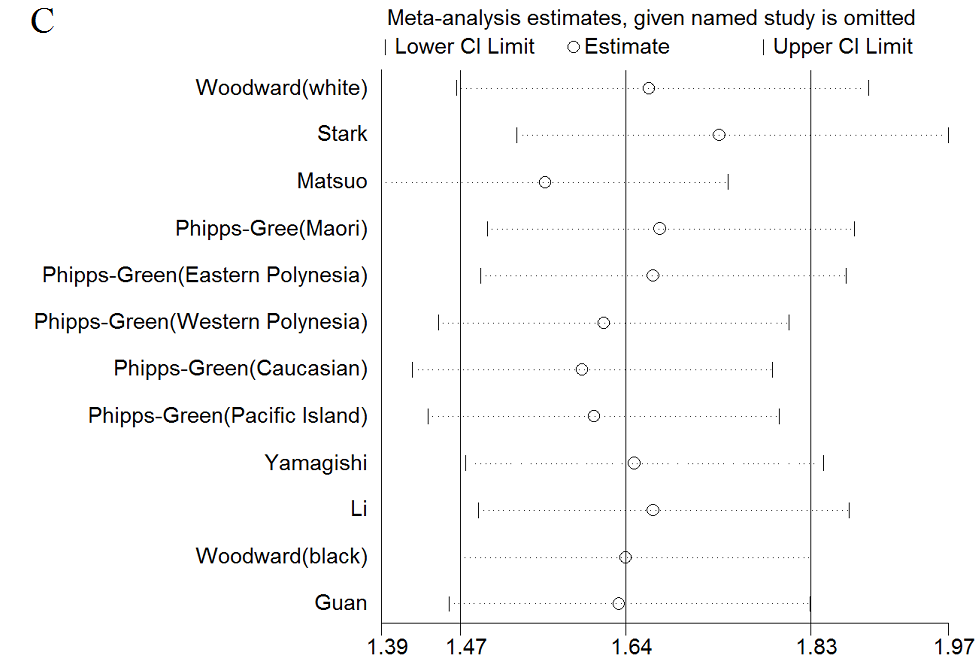 C
Meta-analysis estimates, given named study is omitted
| Lower CI Limit ○ Estimate | Upper CI Limit
Woodward(white)
Stark
Matsuo
Phipps-Gree(Maori)
Phipps-Green(Eastern Polynesia)
Phipps-Green(Western Polynesia)
Phipps-Green(Caucasian)
Phipps-Green(Pacific Island)
Yamagishi
Li
Woodward(black)
Guan
1.39 1.47 1.64 1.83 1.97